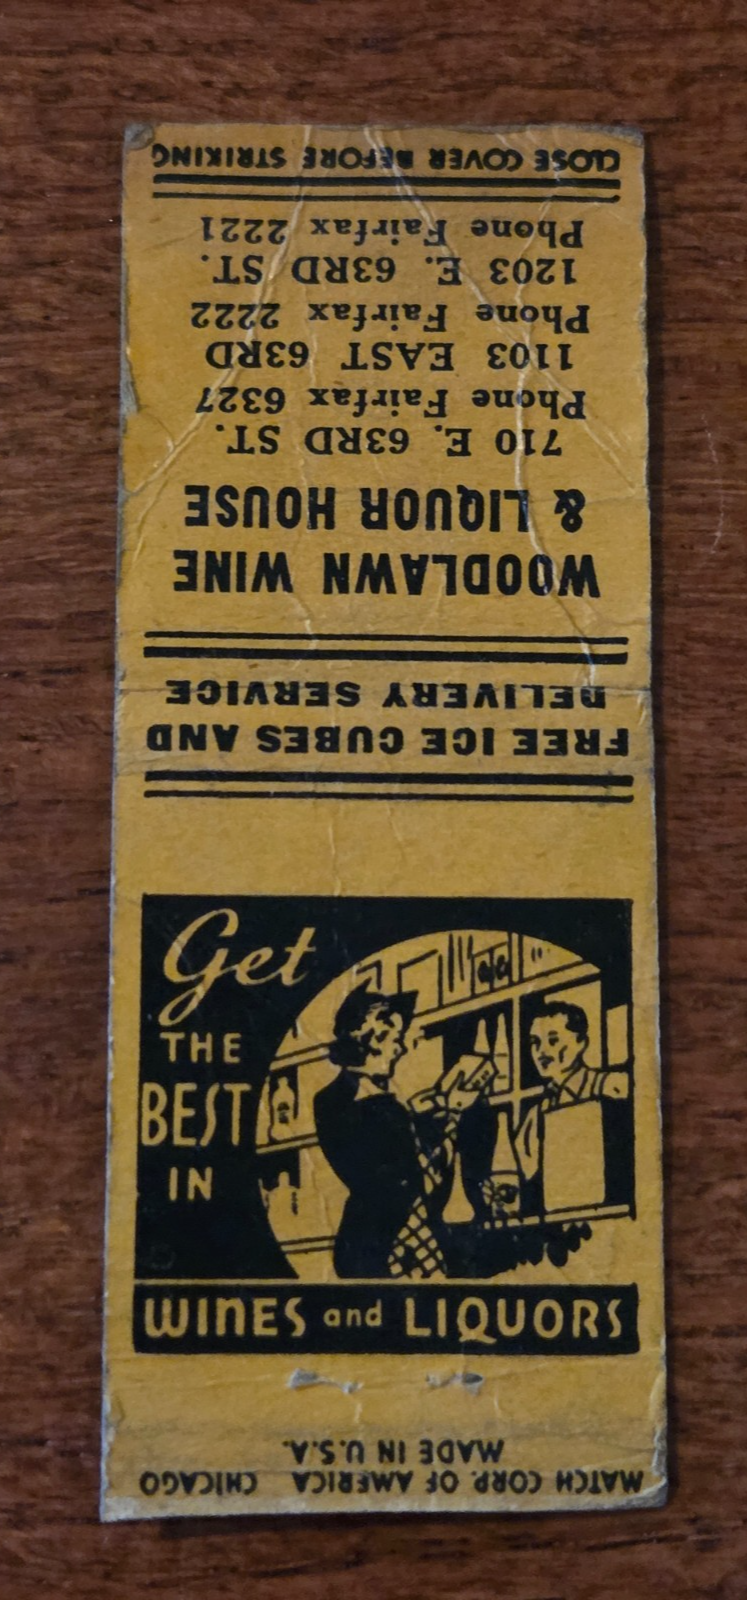 CLOSE COVER BEFORE STRIKING
WOODLAWN WINE
& LIQUOR HOUSE
710 E. 63RD ST.
Phone Fairfax 6327
1103 EAST 63RD
Phone Fairfax 2222
1203 E. 63RD ST.
Phone Fairfax 2221
FREE ICE CUBES AND
DELIVERY SERVICE
Get
THE
BEST
IN
WINES and LIQUORS
MATCH CORP. OF AMERICA CHICAGO
MADE IN U.S.A.